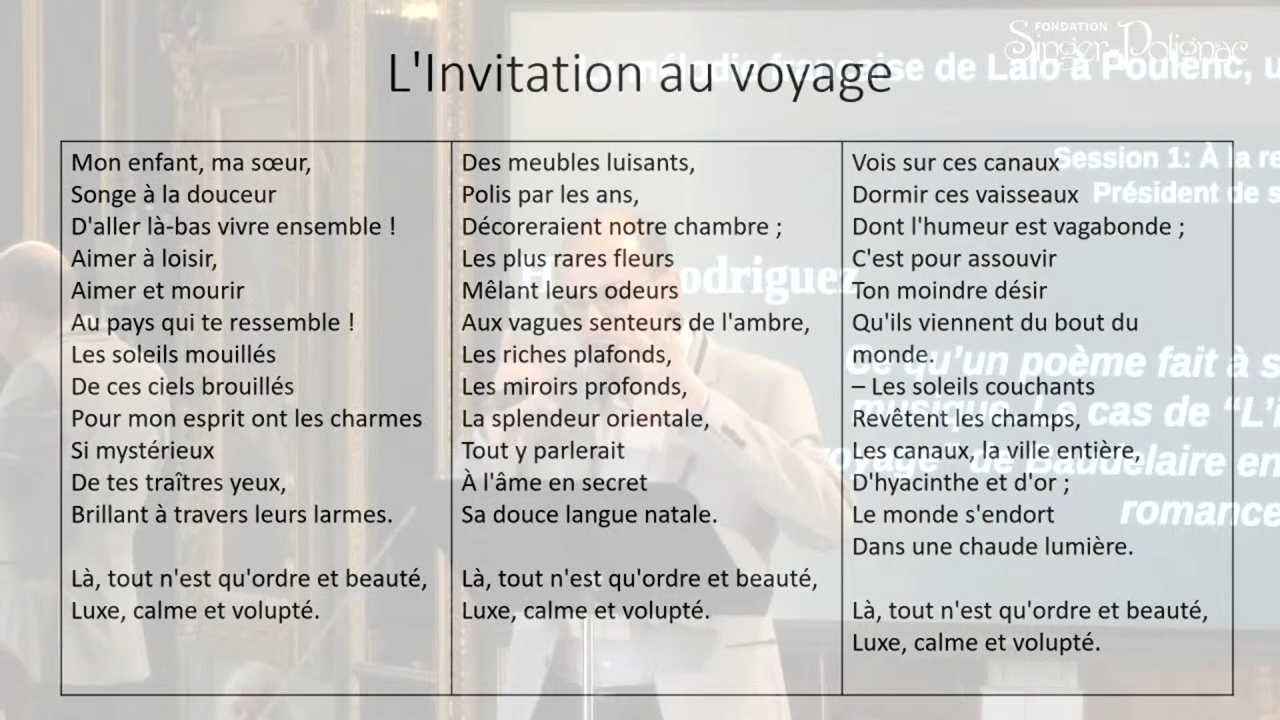 FONDATION
Singer-Polignac
L'Invitation au voyage
Mon enfant, ma sœur,
Songe à la douceur
D'aller là-bas vivre ensemble !
Aimer à loisir,
Aimer et mourir
Au pays qui te ressemble !
Les soleils mouillés
De ces ciels brouillés
Pour mon esprit ont les charmes
Si mystérieux
De tes traîtres yeux,
Brillant à travers leurs larmes.
Là, tout n'est qu'ordre et beauté,
Luxe, calme et volupté.
Des meubles luisants,
Polis par les ans,
Décoreraient notre chambre ;
Les plus rares fleurs
Mêlant leurs odeurs
Aux vagues senteurs de l'ambre,
Les riches plafonds,
Les miroirs profonds,
La splendeur orientale,
Tout y parlerait
À l'âme en secret
Sa douce langue natale.
Là, tout n'est qu'ordre et beauté,
Luxe, calme et volupté.
Vois sur ces canaux
Dormir ces vaisseaux
Dont l'humeur est vagabonde ;
C'est pour assouvir
Ton moindre désir
Qu'ils viennent du bout du
monde.
– Les soleils couchants
Revêtent les champs,
Les canaux, la ville entière,
D'hyacinthe et d'or ;
Le monde s'endort
Dans une chaude lumière.
Là, tout n'est qu'ordre et beauté,
Luxe, calme et volupté.
de Lalo à Poulenc,
Session 1: À la
Président de
qu'un poème fait à
cas de
voyage" de Baudelaire en
romance